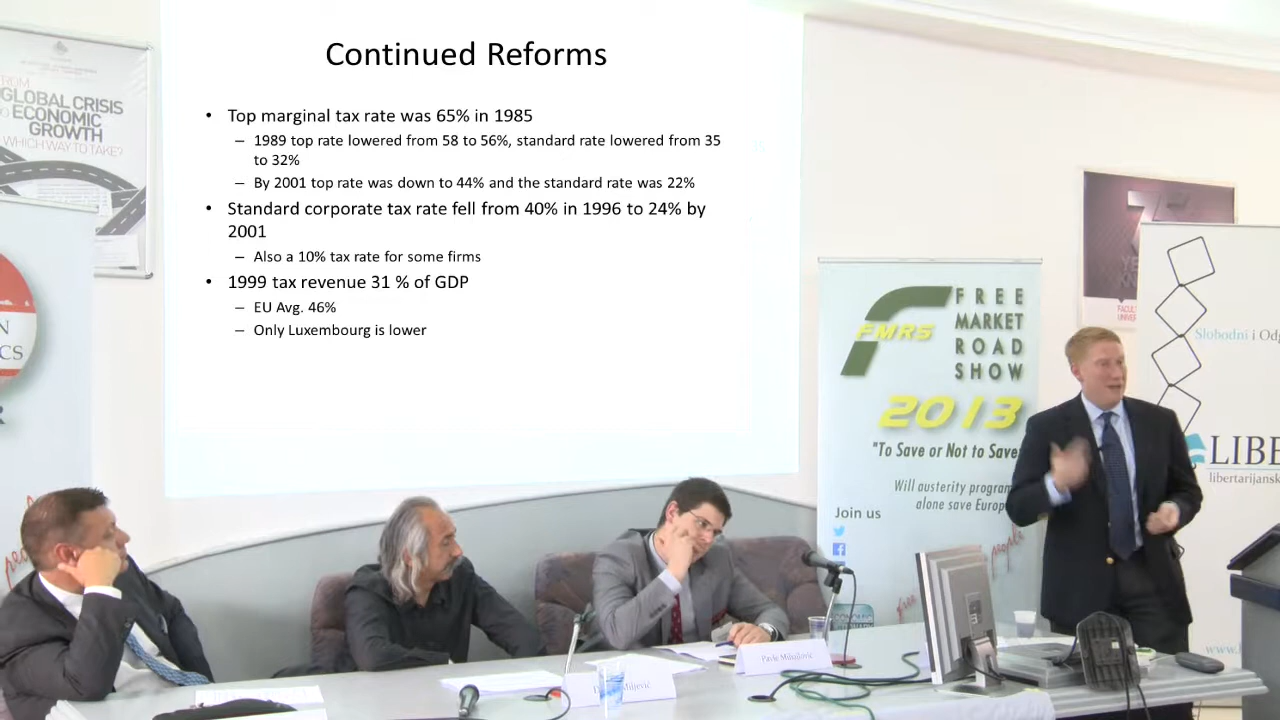 Continued Reforms
• Top marginal tax rate was 65% in 1985
– 1989 top rate lowered from 58 to 56%, standard rate lowered from 35
to 32%
– By 2001 top rate was down to 44% and the standard rate was 22%
• Standard corporate tax rate fell from 40% in 1996 to 24% by
2001
– Also a 10% tax rate for some firms
• 1999 tax revenue 31 % of GDP
– EU Avg. 46%
– Only Luxembourg is lower
GLOBAL CRISIS
ECONOMIC
GROWTH
WHICH WAY TO TAKE?
FREE
MARKET
ROAD
SHOW
FMRS
2013
"To Save or Not to Save
Will austerity program
alone save Europ
Join us
people
Slobodni i Odg
LIBE
libertarijansk
Pavle Mihajlović